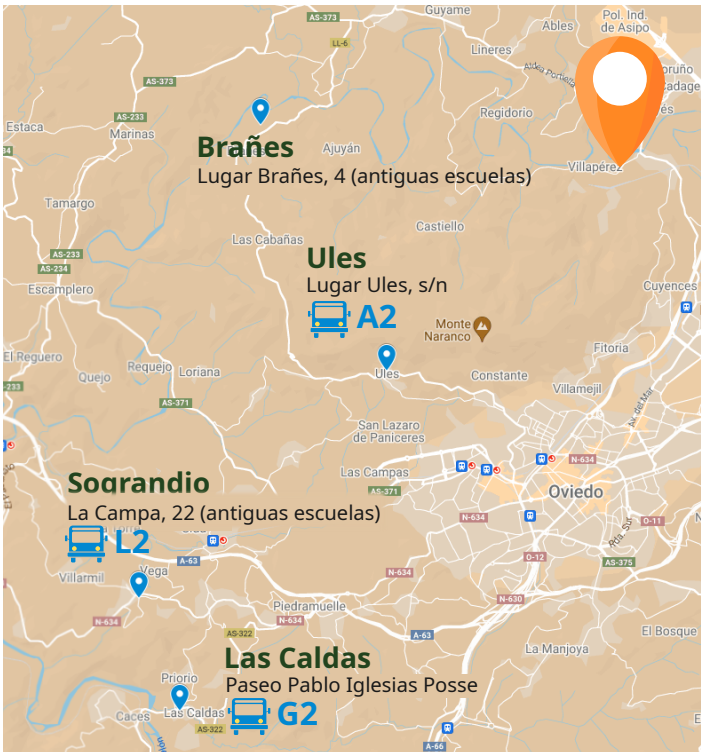 AS-373
Guyame
Pol. Ind.
de Asipo
Ables
LL-6
Lineres
AS-373
Regidorio
AS-233
Estaca
Marinas
Brañes
Ajuyán
Villapérez
Lugar Brañes, 4 (antiguas escuelas)
Tamargo
Castiello
Las Cabañas
Ules
AS-233
AS-234
Lugar Ules, s/n
Escamplero
Cuyences
A2
Monte
Naranco
Fitoria
El Reguero
Requejo
Loriana
Quejo
Ules
Constante
Villamejil
AS-371
Av. del Mar
San Lazaro
de Paniceres
Las Campas
N-634
Sograndio
AS-371
Oviedo
La Campa, 22 (antiguas escuelas)
N-634
O-11
Rda. Sur
L2
A-63
O-12
AS-375
Villarmil
Vega
N-634
N-630
Piedramuelle
N-634
N-634
AS-322
A-63
El Bosque
La Manjoya
Las Caldas
Paseo Pablo Iglesias Posse
Priorio
Caces
Las Caldas
G2
AS-322
A-66